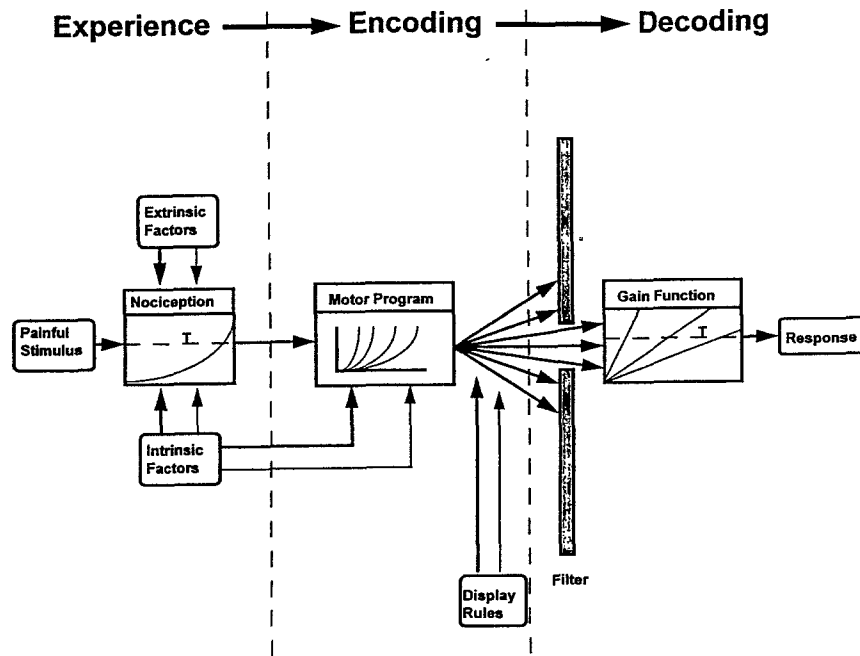 Experience Encoding Decoding
Extrinsic
Factors
Nociception
T
Painful
Stimulus
Intrinsic
Factors
Motor Program
Display
Rules
Filter
Gain Function
T
Response